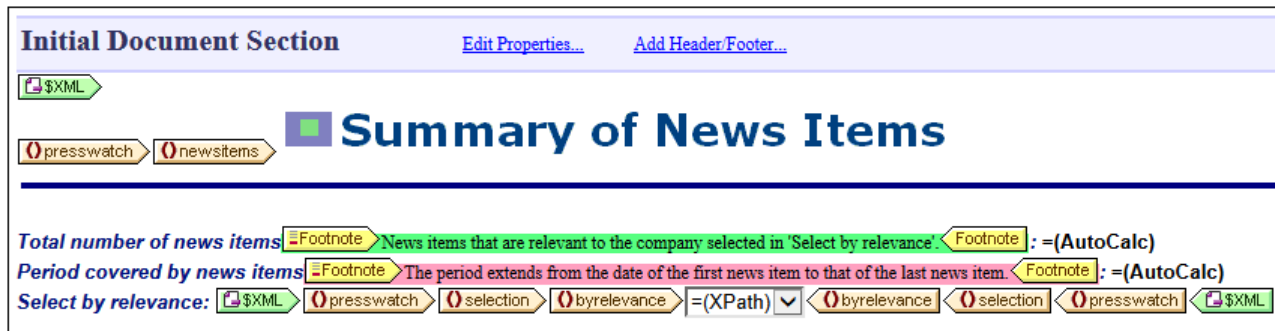 Initial Document Section Edit Properties... Add Header/Footer...
$XML
()presswatch ()newsitems Summary of News Items
Total number of news items Footnote News items that are relevant to the company selected in 'Select by relevance'. Footnote : =(AutoCalc)
Period covered by news items Footnote The period extends from the date of the first news item to that of the last news item. Footnote : =(AutoCalc)
Select by relevance: $XML ()presswatch ()selection ()byrelevance =(XPath) ()byrelevance ()selection ()presswatch $XML